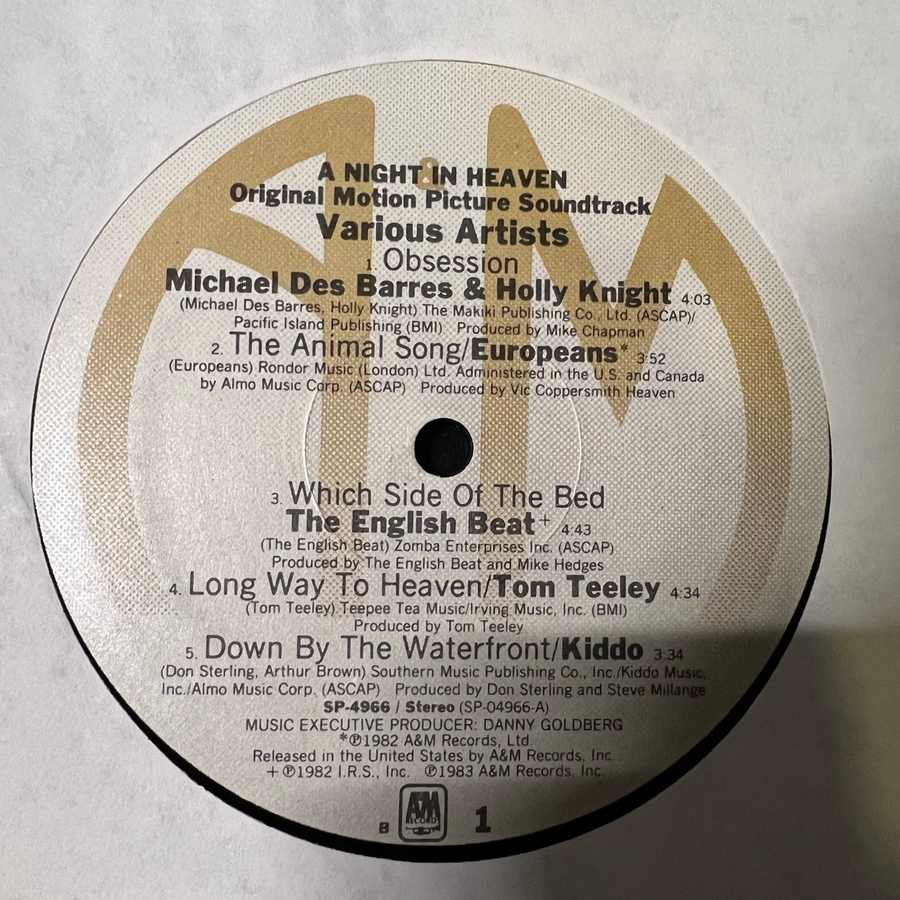 A NIGHT IN HEAVEN
Original Motion Picture Soundtrack
Various Artists
1. Obsession
Michael Des Barres & Holly Knight 4:03
(Michael Des Barres, Holly Knight) The Makiki Publishing Co., Ltd. (ASCAP)/
Pacific Island Publishing (BMI) Produced by Mike Chapman
2. The Animal Song/Europeans* 3:52
(Europeans) Rondor Music (London) Ltd. Administered in the U.S. and Canada
by Almo Music Corp. (ASCAP) Produced by Vic Coppersmith Heaven
3. Which Side Of The Bed
The English Beat+ 4:43
(The English Beat) Zomba Enterprises Inc. (ASCAP)
Produced by The English Beat and Mike Hedges
4. Long Way To Heaven/Tom Teeley 4:34
(Tom Teeley) Teepee Tea Music/Irving Music, Inc. (BMI)
Produced by Tom Teeley
5. Down By The Waterfront/Kiddo 3:34
(Don Sterling, Arthur Brown) Southern Music Publishing Co., Inc./Kiddo Music,
Inc./Almo Music Corp. (ASCAP) Produced by Don Sterling and Steve Millange
SP-4966 / Stereo (SP-04966-A)
MUSIC EXECUTIVE PRODUCER: DANNY GOLDBERG
*℗1982 A&M Records, Ltd.
Released in the United States by A&M Records, Inc.
+ ℗1982 I.R.S., Inc. ℗1983 A&M Records, Inc.
B A&M RECORDS 1